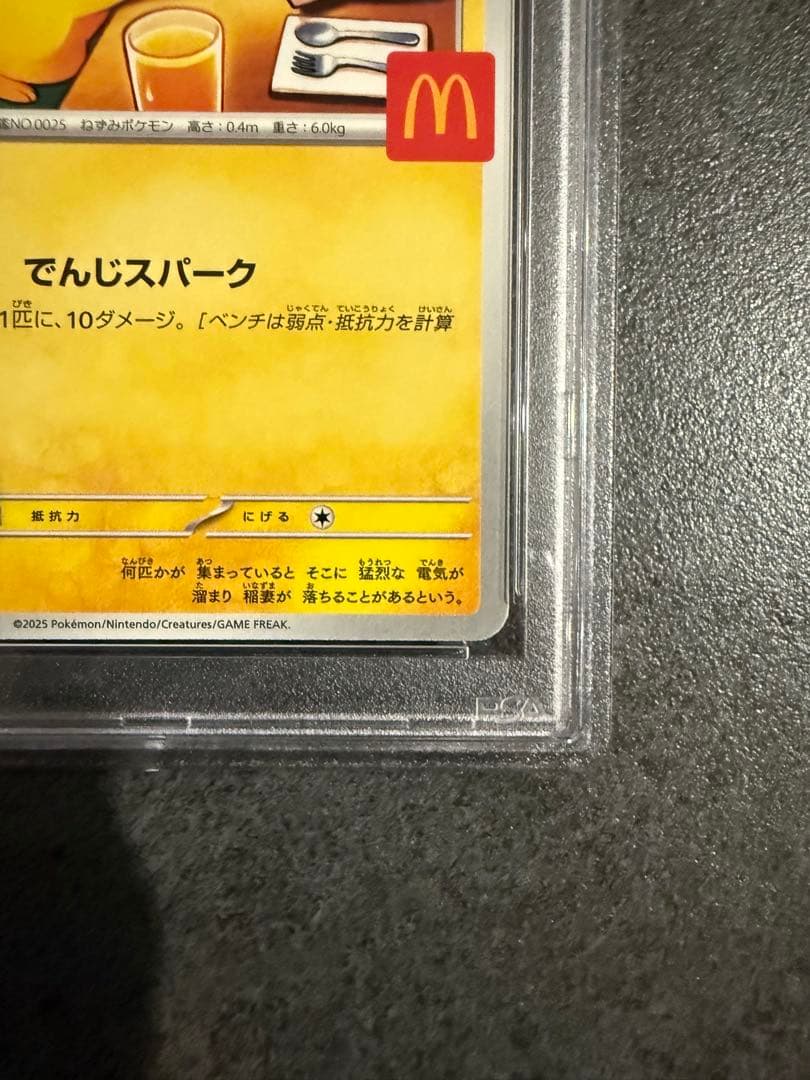 NO 0025 ねずみポケモン 高さ:0.4m 重さ:6.0kg
でんじスパーク
1匹に、10ダメージ。[ベンチは弱点・抵抗力を計算
抵抗力 にげる
何匹かが 集まっていると そこに 猛烈な 電気が
溜まり 稲妻が 落ちることがあるという。
©2025 Pokémon/Nintendo/Creatures/GAME FREAK.
PSA